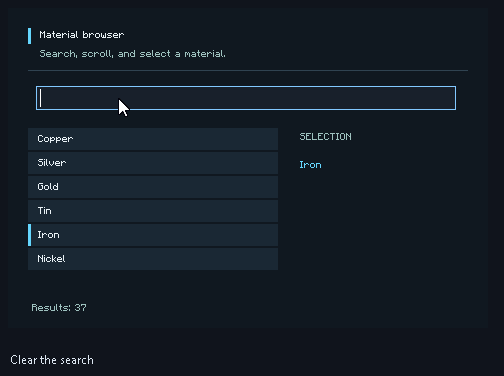 Material browser
Search, scroll, and select a material.
Copper
Silver
Gold
Tin
Iron
Nickel
SELECTION
Iron
Results: 37
Clear the search